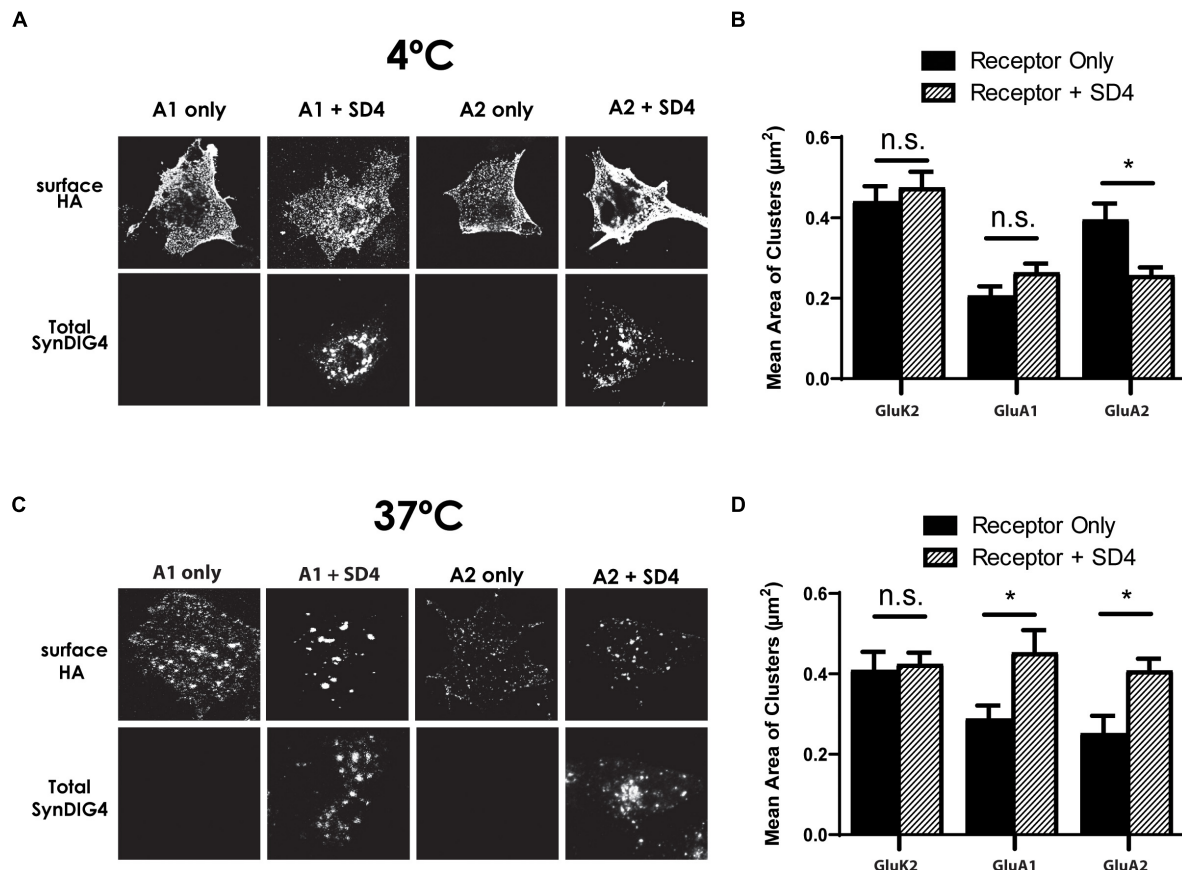 A
4ºC
A1 only A1 + SD4 A2 only A2 + SD4
surface
HA
Total
SynDIG4
B
Receptor Only
Receptor + SD4
Mean Area of Clusters (µm²)
0.6
0.4
0.2
0.0
n.s.
n.s.
*
GluK2 GluA1 GluA2
C
37ºC
A1 only A1 + SD4 A2 only A2 + SD4
surface
HA
Total
SynDIG4
D
Receptor Only
Receptor + SD4
Mean Area of Clusters (µm²)
0.6
0.4
0.2
0.0
n.s.
*
*
GluK2 GluA1 GluA2